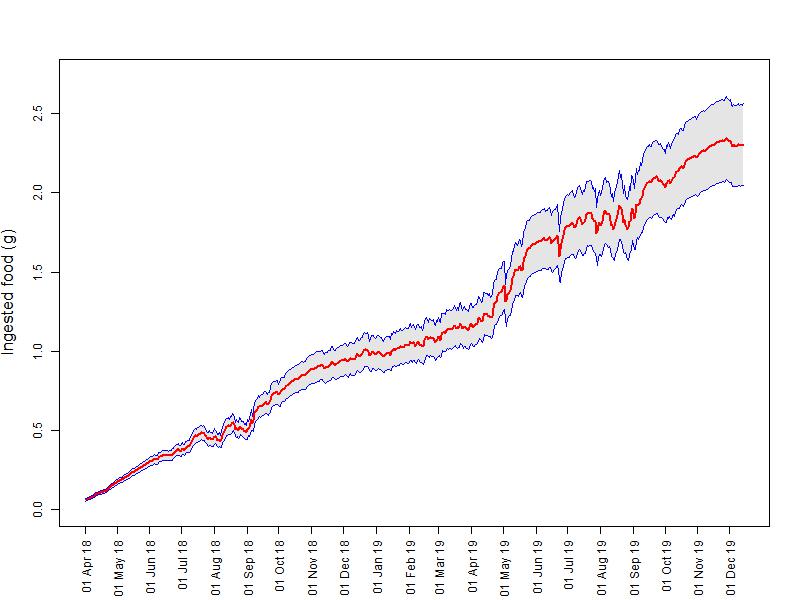 Ingested food (g)
2.5
2.0
1.5
1.0
0.5
0.0
01 Apr 18
01 May 18
01 Jun 18
01 Jul 18
01 Aug 18
01 Sep 18
01 Oct 18
01 Nov 18
01 Dec 18
01 Jan 19
01 Feb 19
01 Mar 19
01 Apr 19
01 May 19
01 Jun 19
01 Jul 19
01 Aug 19
01 Sep 19
01 Oct 19
01 Nov 19
01 Dec 19